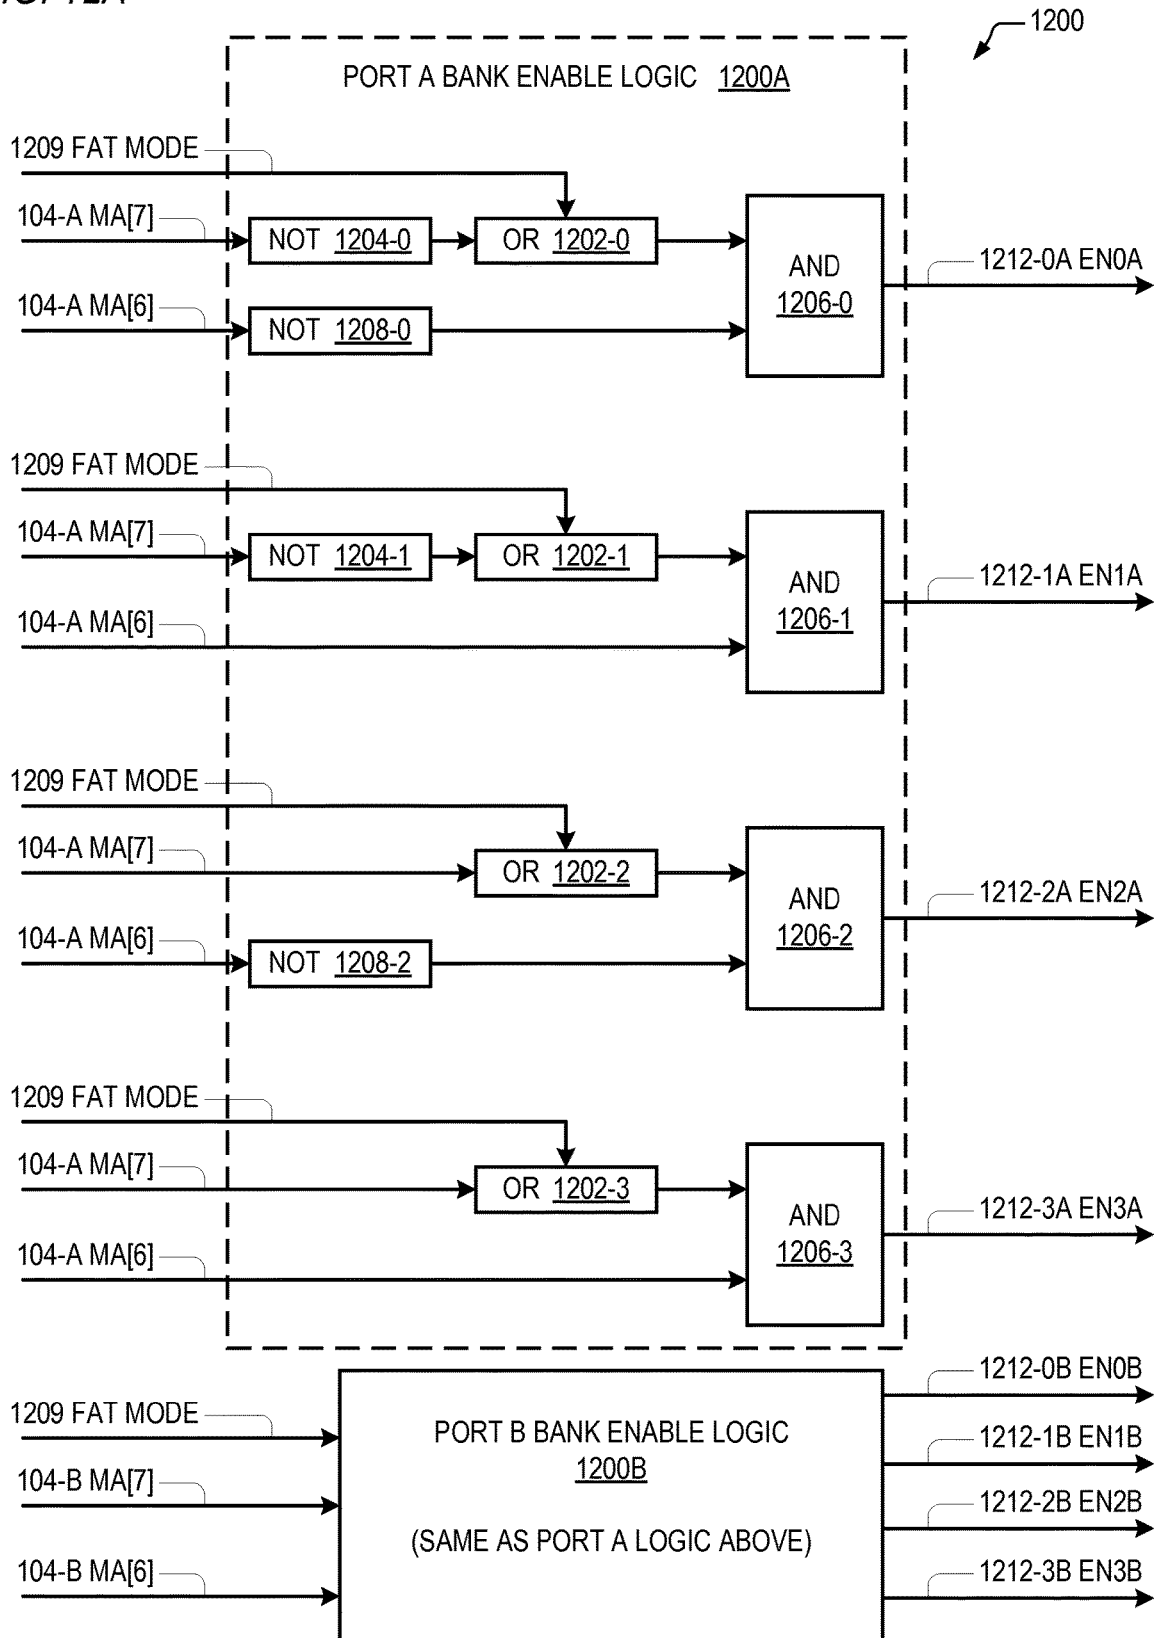 1200
PORT A BANK ENABLE LOGIC 1200A
1209 FAT MODE
104-A MA[7]
NOT 1204-0
OR 1202-0
104-A MA[6]
NOT 1208-0
AND
1206-0
1212-0A EN0A
1209 FAT MODE
104-A MA[7]
NOT 1204-1
OR 1202-1
104-A MA[6]
AND
1206-1
1212-1A EN1A
1209 FAT MODE
104-A MA[7]
OR 1202-2
104-A MA[6]
NOT 1208-2
AND
1206-2
1212-2A EN2A
1209 FAT MODE
104-A MA[7]
OR 1202-3
104-A MA[6]
AND
1206-3
1212-3A EN3A
1209 FAT MODE
104-B MA[7]
104-B MA[6]
PORT B BANK ENABLE LOGIC
1200B
(SAME AS PORT A LOGIC ABOVE)
1212-0B EN0B
1212-1B EN1B
1212-2B EN2B
1212-3B EN3B